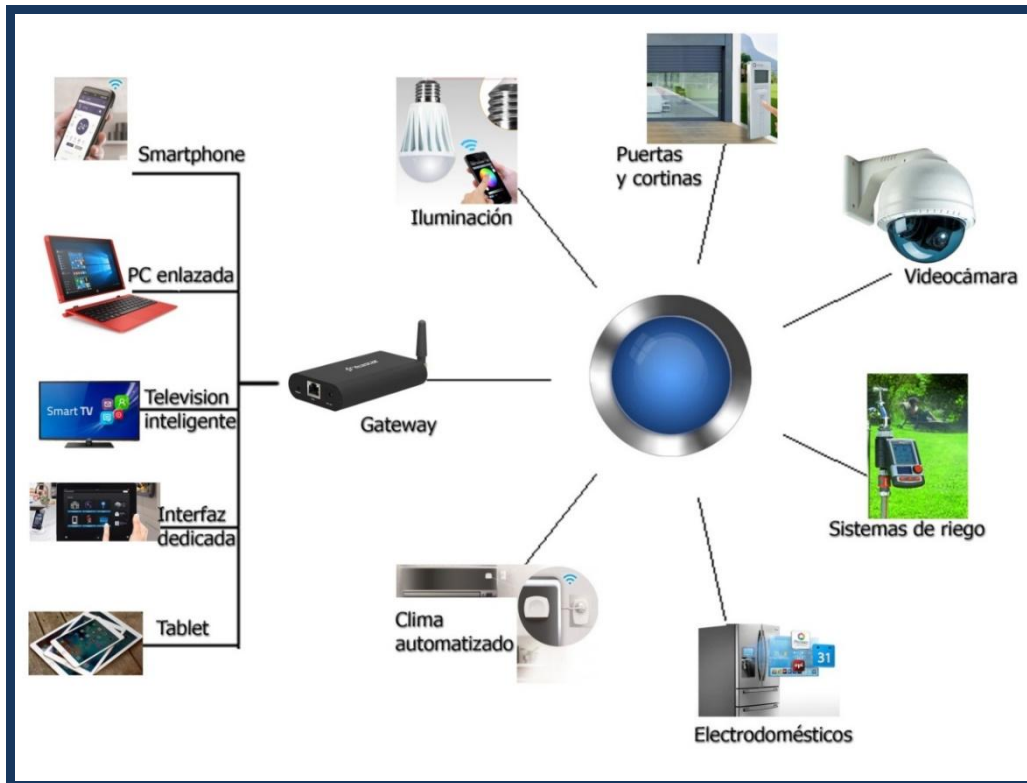 Smartphone
PC enlazada
Smart TV
Television
inteligente
Interfaz
dedicada
Tablet
Gateway
Iluminación
Puertas
y cortinas
Videocámara
Sistemas de riego
31
Electrodomésticos
Clima
automatizado